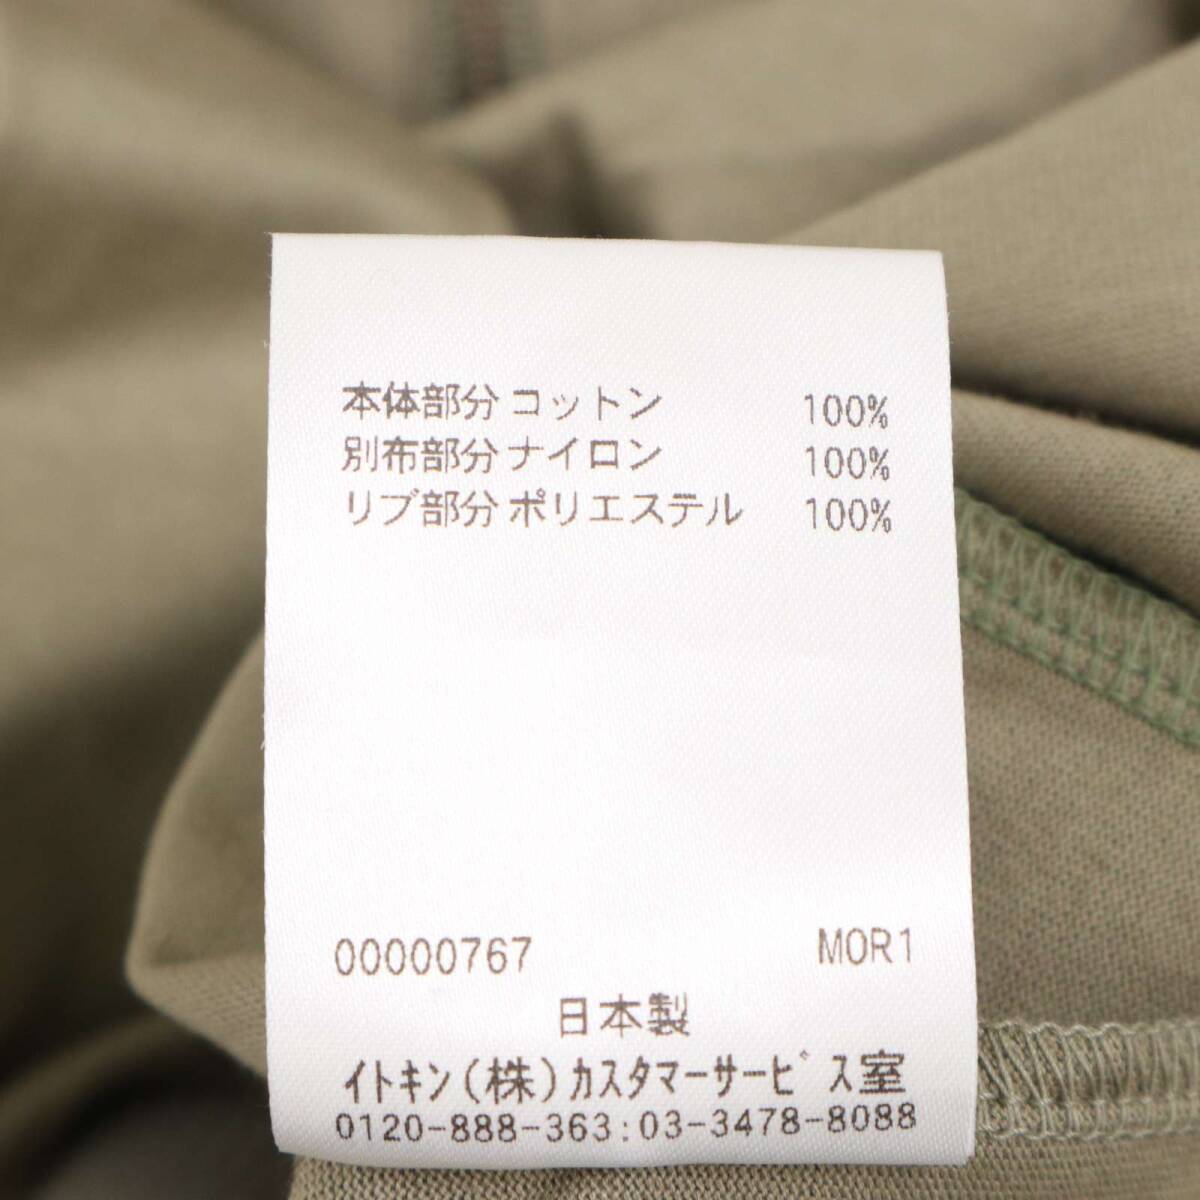 本体部分 コットン 100%
別布部分 ナイロン 100%
リブ部分 ポリエステル 100%
00000767 MOR1
日本製
イトキン(株)カスタマーサービス室
0120-888-363:03-3478-8088